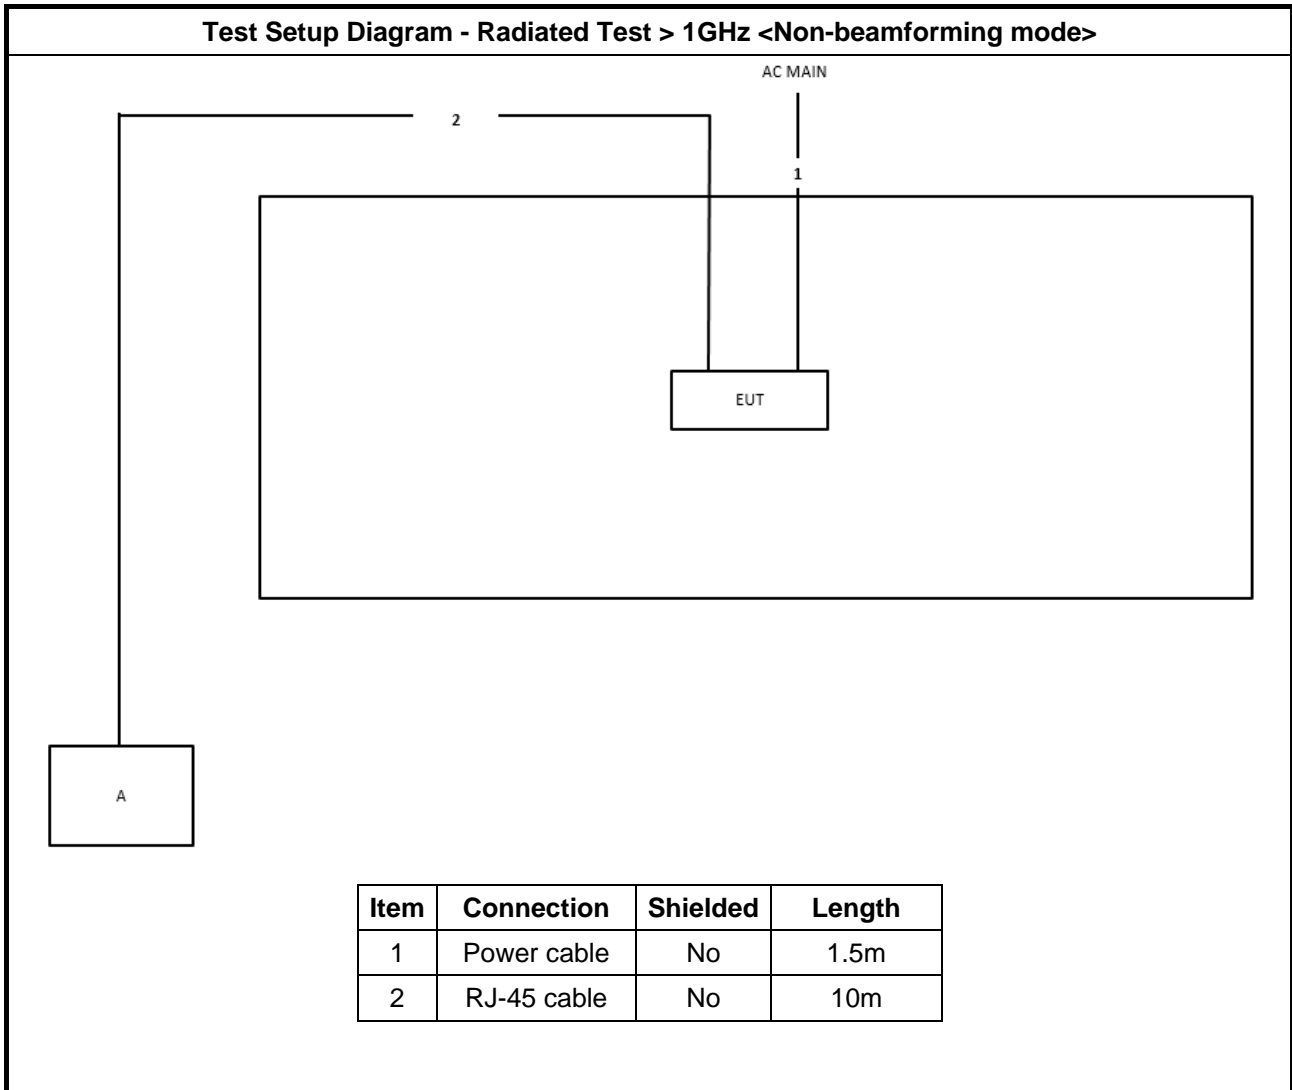 Test Setup Diagram - Radiated Test > 1GHz <Non-beamforming mode>
AC MAIN
2
1
EUT
A
Item Connection Shielded Length
1 Power cable No 1.5m
2 RJ-45 cable No 10m